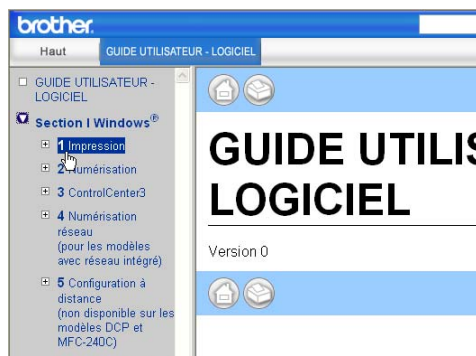 brother.
Haut
GUIDE UTILISATEUR - LOGICIEL
GUIDE UTILISATEUR -
LOGICIEL
Section I Windows®
1 Impression
2 Numérisation
3 ControlCenter3
4 Numérisation
réseau
(pour les modèles
avec réseau intégré)
5 Configuration à
distance
(non disponible sur les
modèles DCP et
MFC-240C)
GUIDE UTILIS
LOGICIEL
Version 0